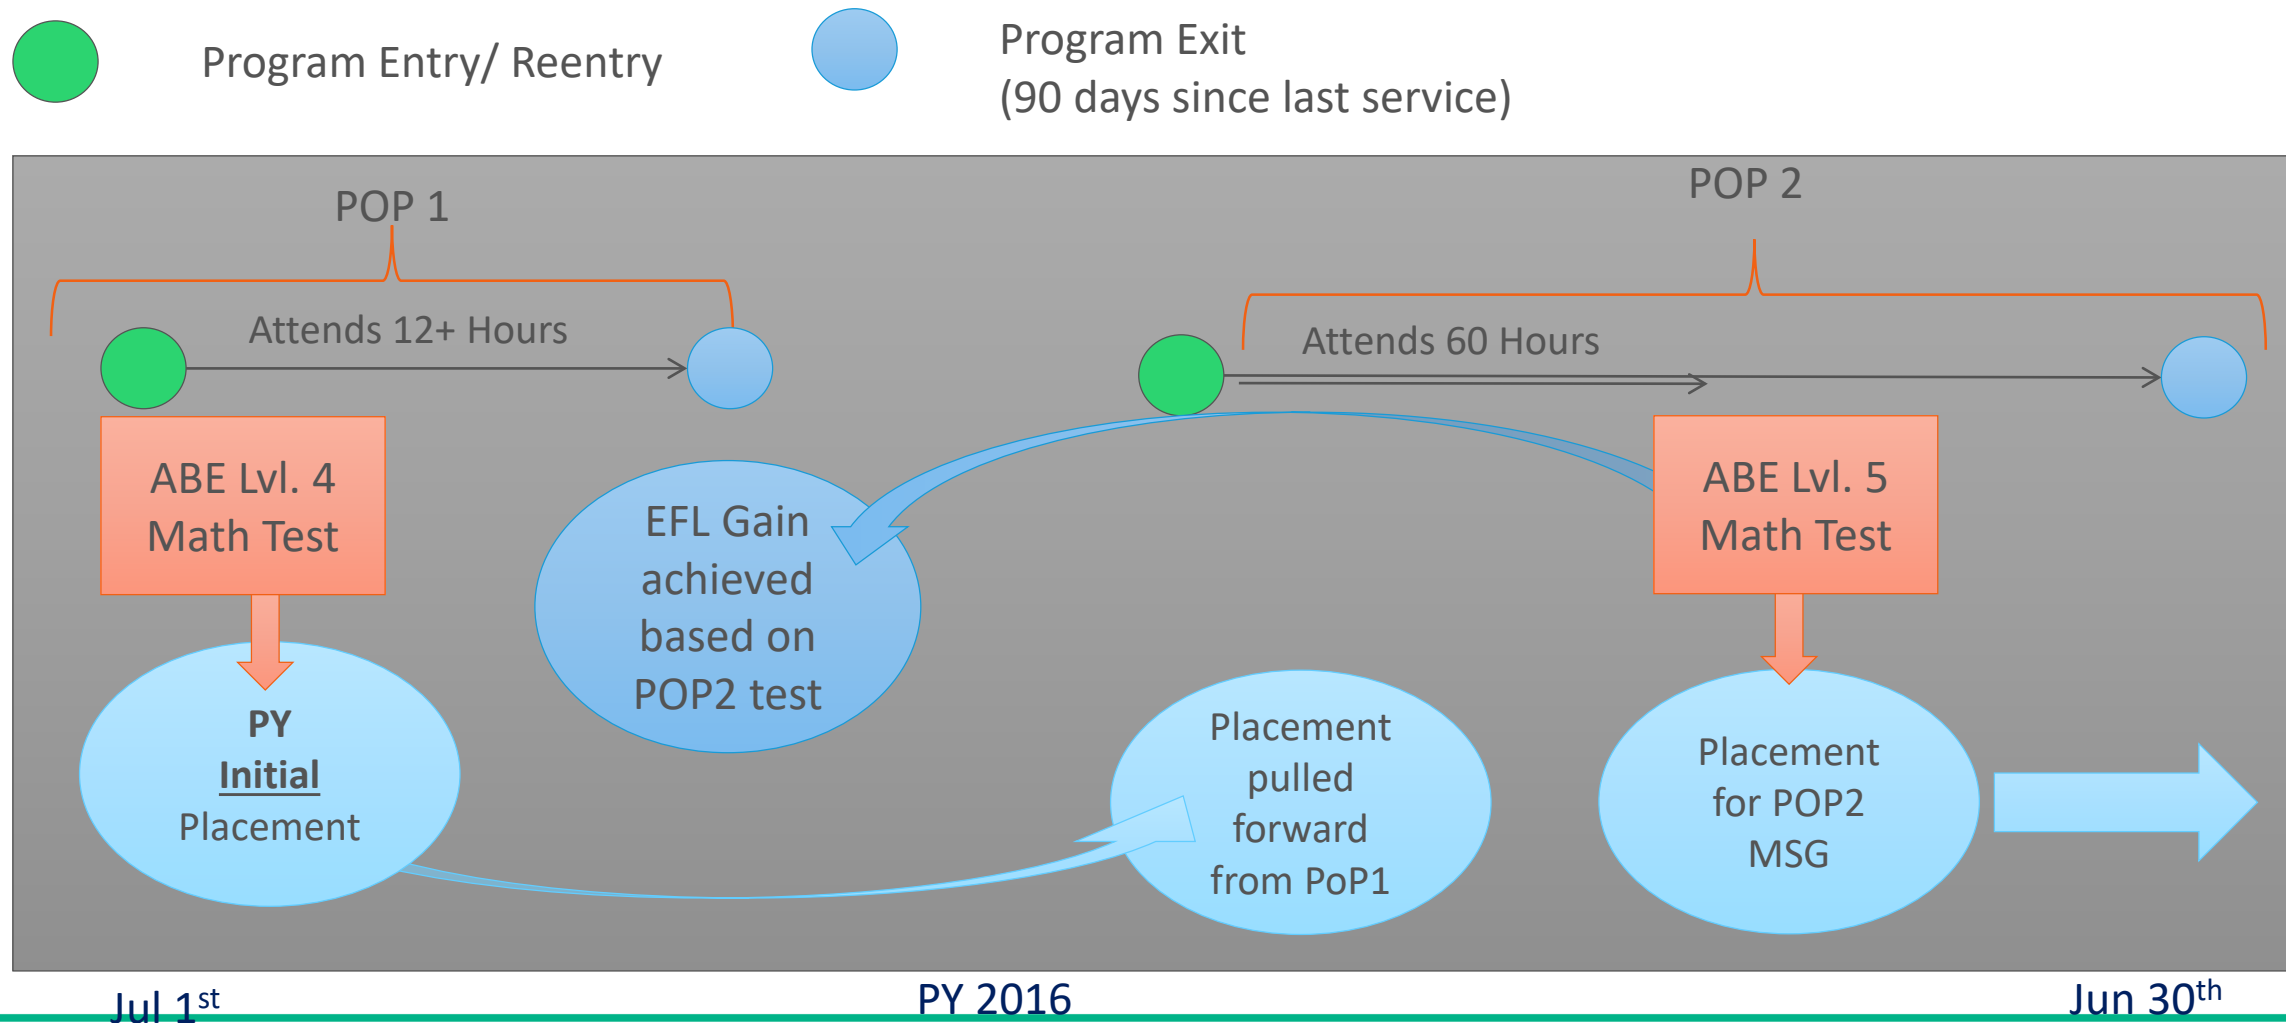 Program Entry/ Reentry
Program Exit
(90 days since last service)
POP 1
POP 2
Attends 12+ Hours
Attends 60 Hours
ABE Lvl. 4
Math Test
EFL Gain
achieved
based on
POP2 test
ABE Lvl. 5
Math Test
PY
Initial
Placement
Placement
pulled
forward
from PoP1
Placement
for POP2
MSG
Jul 1st
PY 2016
Jun 30th